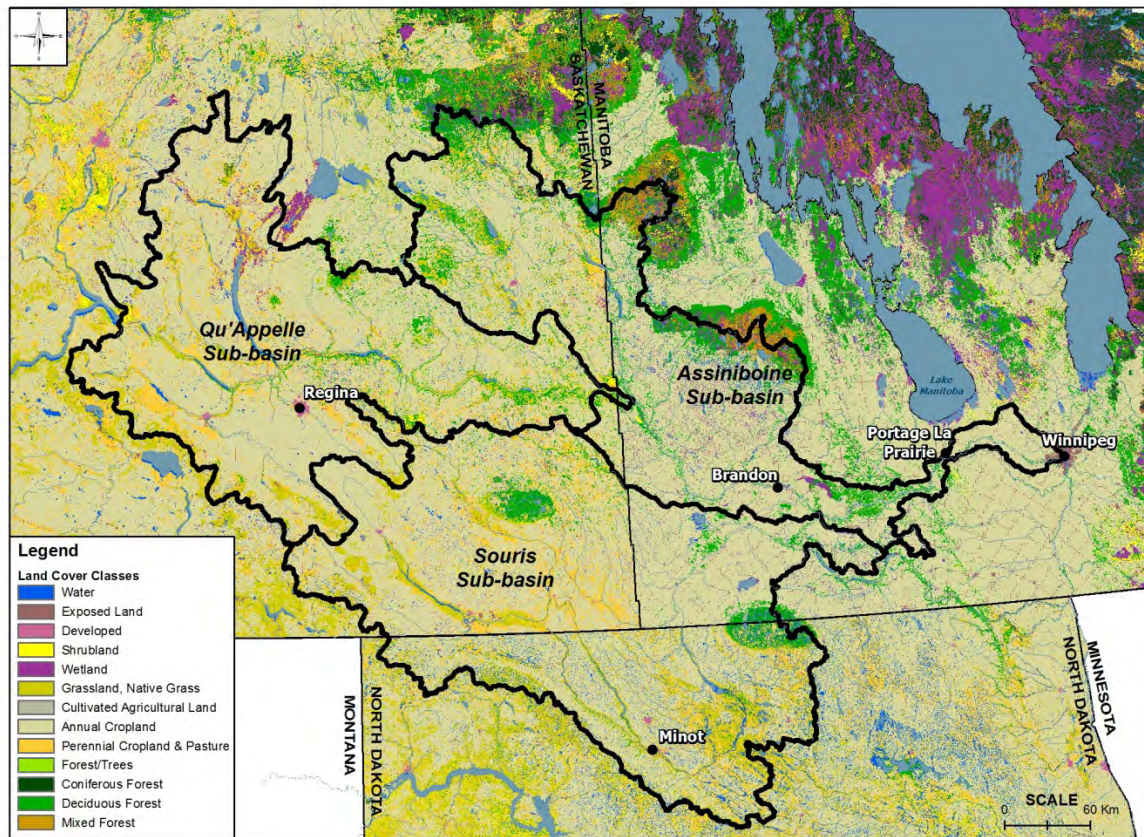 N
SASKATCHEWAN
MANITOBA
Qu'Appelle
Sub-basin
Regina
Assiniboine
Sub-basin
Lake
Manitoba
Portage La
Prairie
Winnipeg
Brandon
Souris
Sub-basin
Minot
MONTANA
NORTH DAKOTA
MINNESOTA
NORTH DAKOTA
Legend
Land Cover Classes
Water
Exposed Land
Developed
Shrubland
Wetland
Grassland, Native Grass
Cultivated Agricultural Land
Annual Cropland
Perennial Cropland & Pasture
Forest/Trees
Coniferous Forest
Deciduous Forest
Mixed Forest
SCALE
0 60 Km